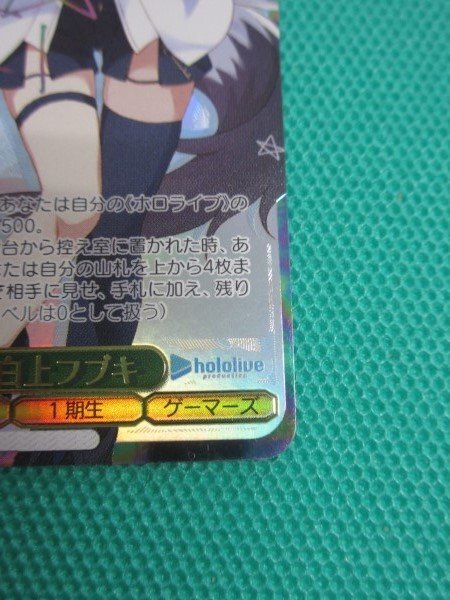 あなたは自分の《ホロライブ》の
500。
台から控え室に置かれた時、あ
たは自分の山札を上から4枚ま
相手に見せ、手札に加え、残り
ベルは0として扱う)
白上フブキ
hololive
production
1期生
ゲーマーズ